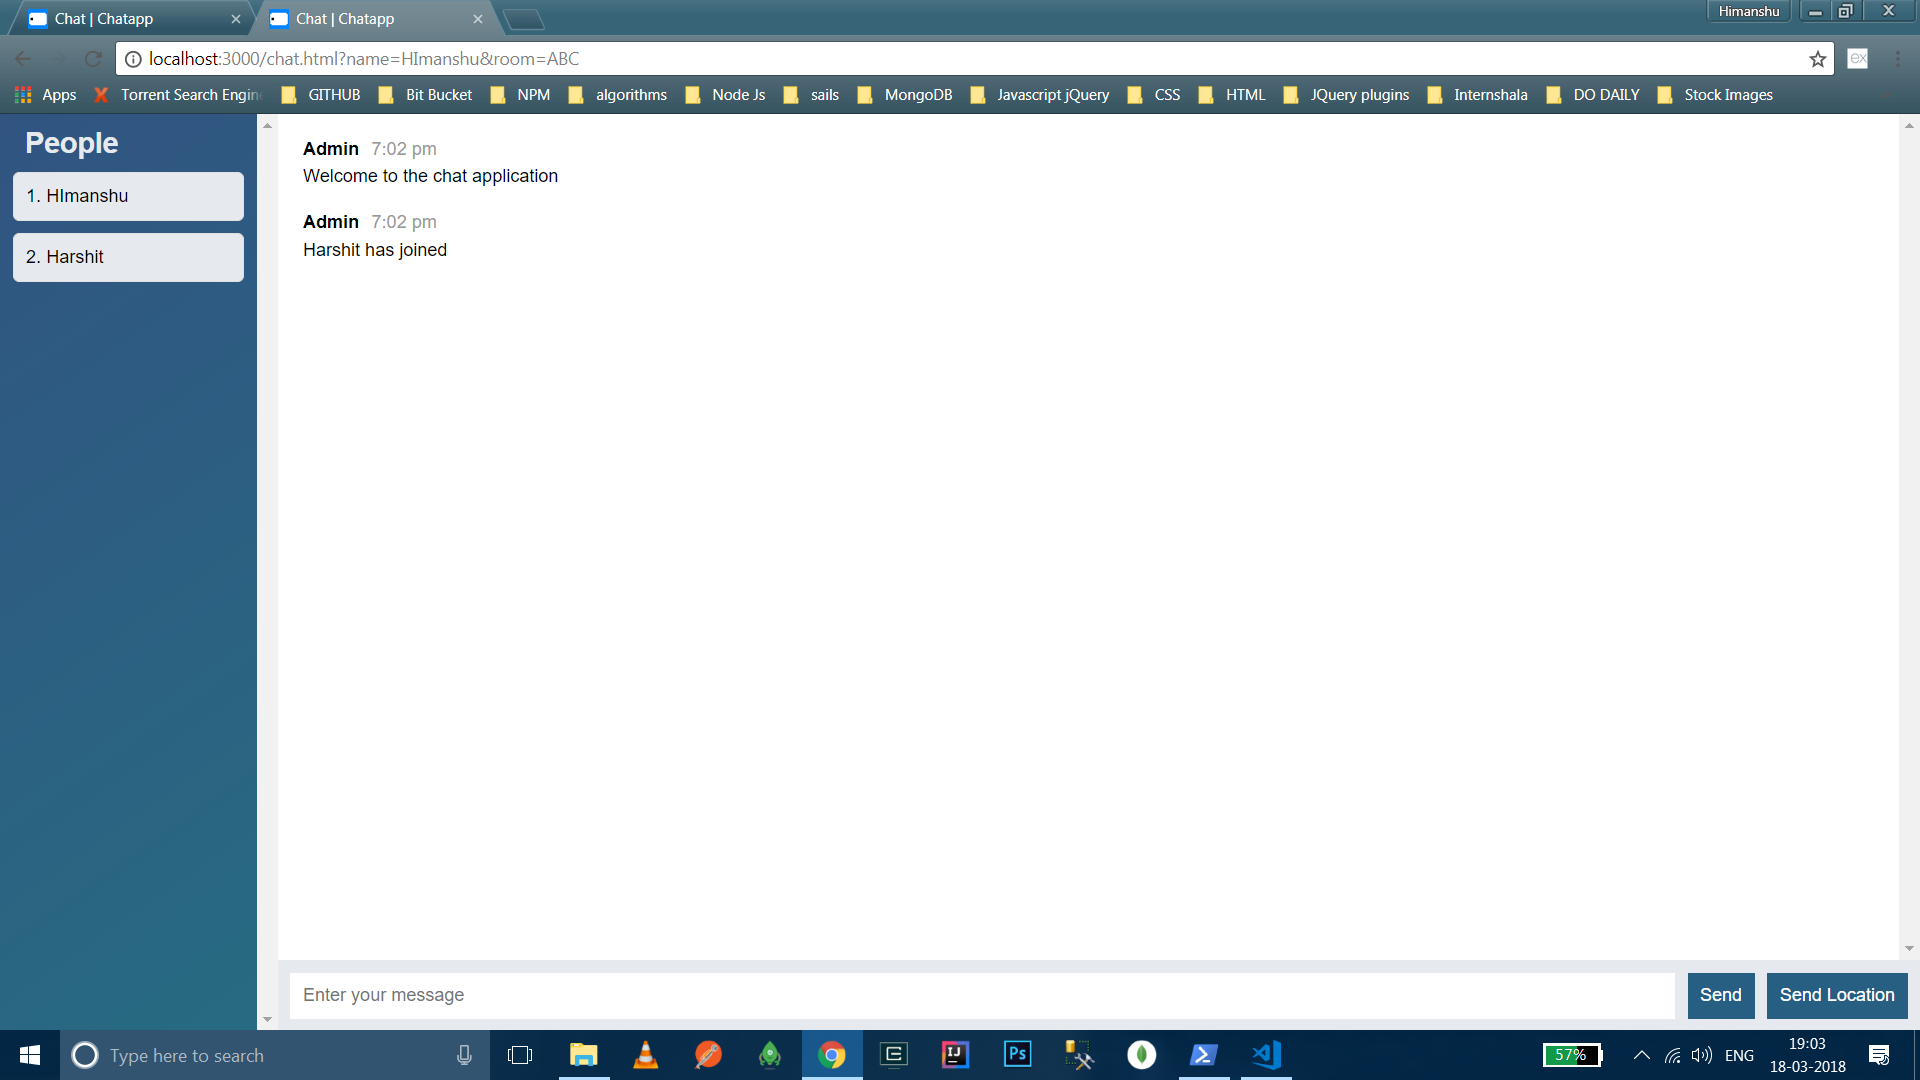 Chat | Chatapp
Chat | Chatapp
Himanshu
localhost:3000/chat.html?name=HImanshu&room=ABC
Apps Torrent Search Engin GITHUB Bit Bucket NPM algorithms Node Js sails MongoDB Javascript jQuery CSS HTML JQuery plugins Internshala DO DAILY Stock Images
People
1. HImanshu
2. Harshit
Admin 7:02 pm
Welcome to the chat application
Admin 7:02 pm
Harshit has joined
Enter your message
Send
Send Location
Type here to search
IJ
Ps
57%
ENG
19:03
18-03-2018